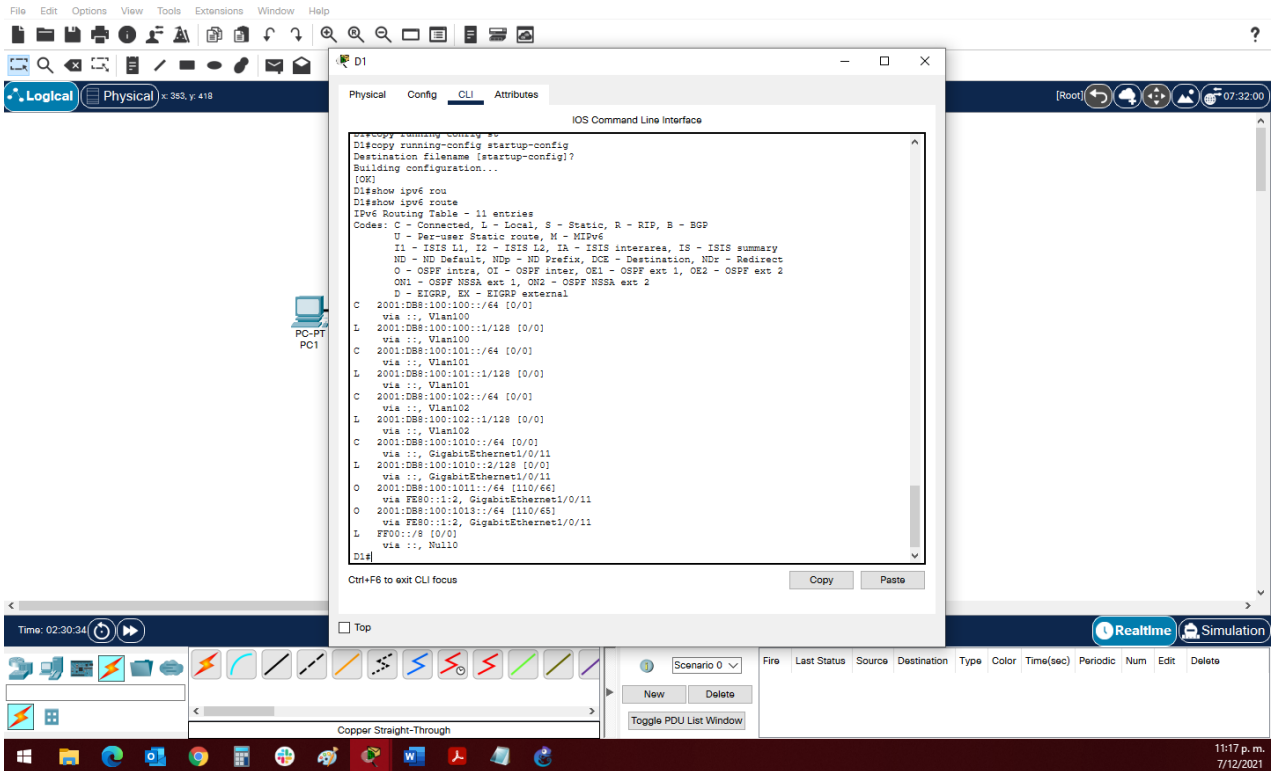 File Edit Options View Tools Extensions Window Help
?
Logical Physical x: 353, y: 418 [Root] 07:32:00
PC-PT
PC1
D1
Physical Config CLI Attributes
IOS Command Line Interface
D1#copy running-config st
D1#copy running-config startup-config
Destination filename [startup-config]?
Building configuration...
[OK]
D1#show ipv6 rou
D1#show ipv6 route
IPv6 Routing Table - 11 entries
Codes: C - Connected, L - Local, S - Static, R - RIP, B - BGP
U - Per-user Static route, M - MIPv6
I1 - ISIS L1, I2 - ISIS L2, IA - ISIS interarea, IS - ISIS summary
ND - ND Default, NDp - ND Prefix, DCE - Destination, NDr - Redirect
O - OSPF intra, OI - OSPF inter, OE1 - OSPF ext 1, OE2 - OSPF ext 2
ON1 - OSPF NSSA ext 1, ON2 - OSPF NSSA ext 2
D - EIGRP, EX - EIGRP external
C 2001:DB8:100:100::/64 [0/0]
via ::, Vlan100
L 2001:DB8:100:100::1/128 [0/0]
via ::, Vlan100
C 2001:DB8:100:101::/64 [0/0]
via ::, Vlan101
L 2001:DB8:100:101::1/128 [0/0]
via ::, Vlan101
C 2001:DB8:100:102::/64 [0/0]
via ::, Vlan102
L 2001:DB8:100:102::1/128 [0/0]
via ::, Vlan102
C 2001:DB8:100:1010::/64 [0/0]
via ::, GigabitEthernet1/0/11
L 2001:DB8:100:1010::2/128 [0/0]
via ::, GigabitEthernet1/0/11
O 2001:DB8:100:1011::/64 [110/66]
via FE80::1:2, GigabitEthernet1/0/11
O 2001:DB8:100:1013::/64 [110/65]
via FE80::1:2, GigabitEthernet1/0/11
L FF00::/8 [0/0]
via ::, Null0
D1#
Ctrl+F6 to exit CLI focus
Copy Paste
Top
Time: 02:30:34
Realtime Simulation
Scenario 0
New Delete
Toggle PDU List Window
Fire Last Status Source Destination Type Color Time(sec) Periodic Num Edit Delete
Copper Straight-Through
11:17 p. m.
7/12/2021